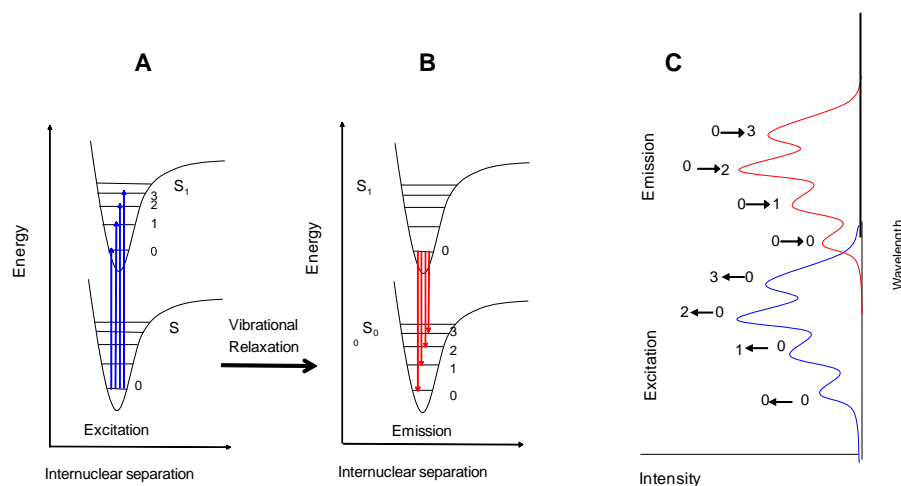 A
B
C
Energy
S1
3
2
1
0
S
0
Excitation
Internuclear separation
Vibrational
Relaxation
Energy
S1
0
S0
0
3
2
1
0
Emission
Internuclear separation
Emission
0→3
0→2
0→1
0→0
Excitation
3←0
2←0
1←0
0←0
Intensity
Wavelength